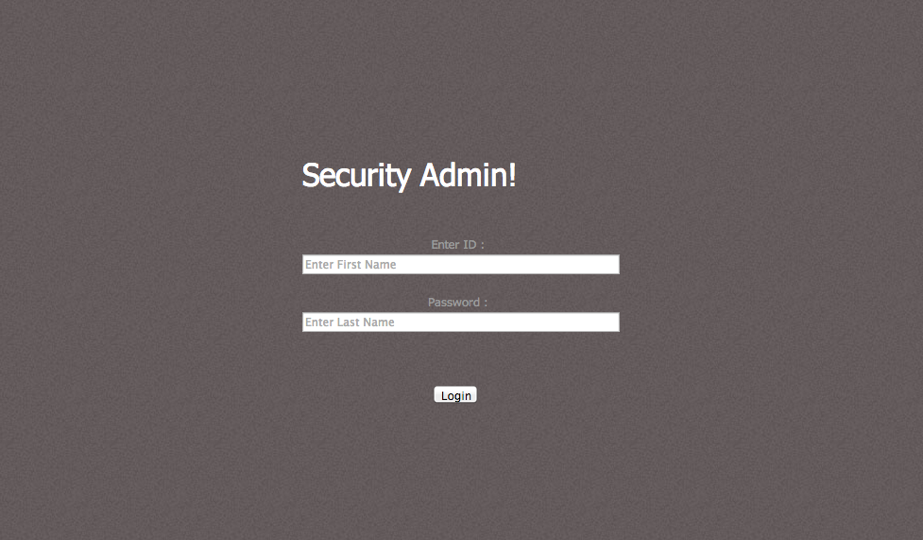 Security Admin!
Enter ID :
Enter First Name
Password :
Enter Last Name
Login